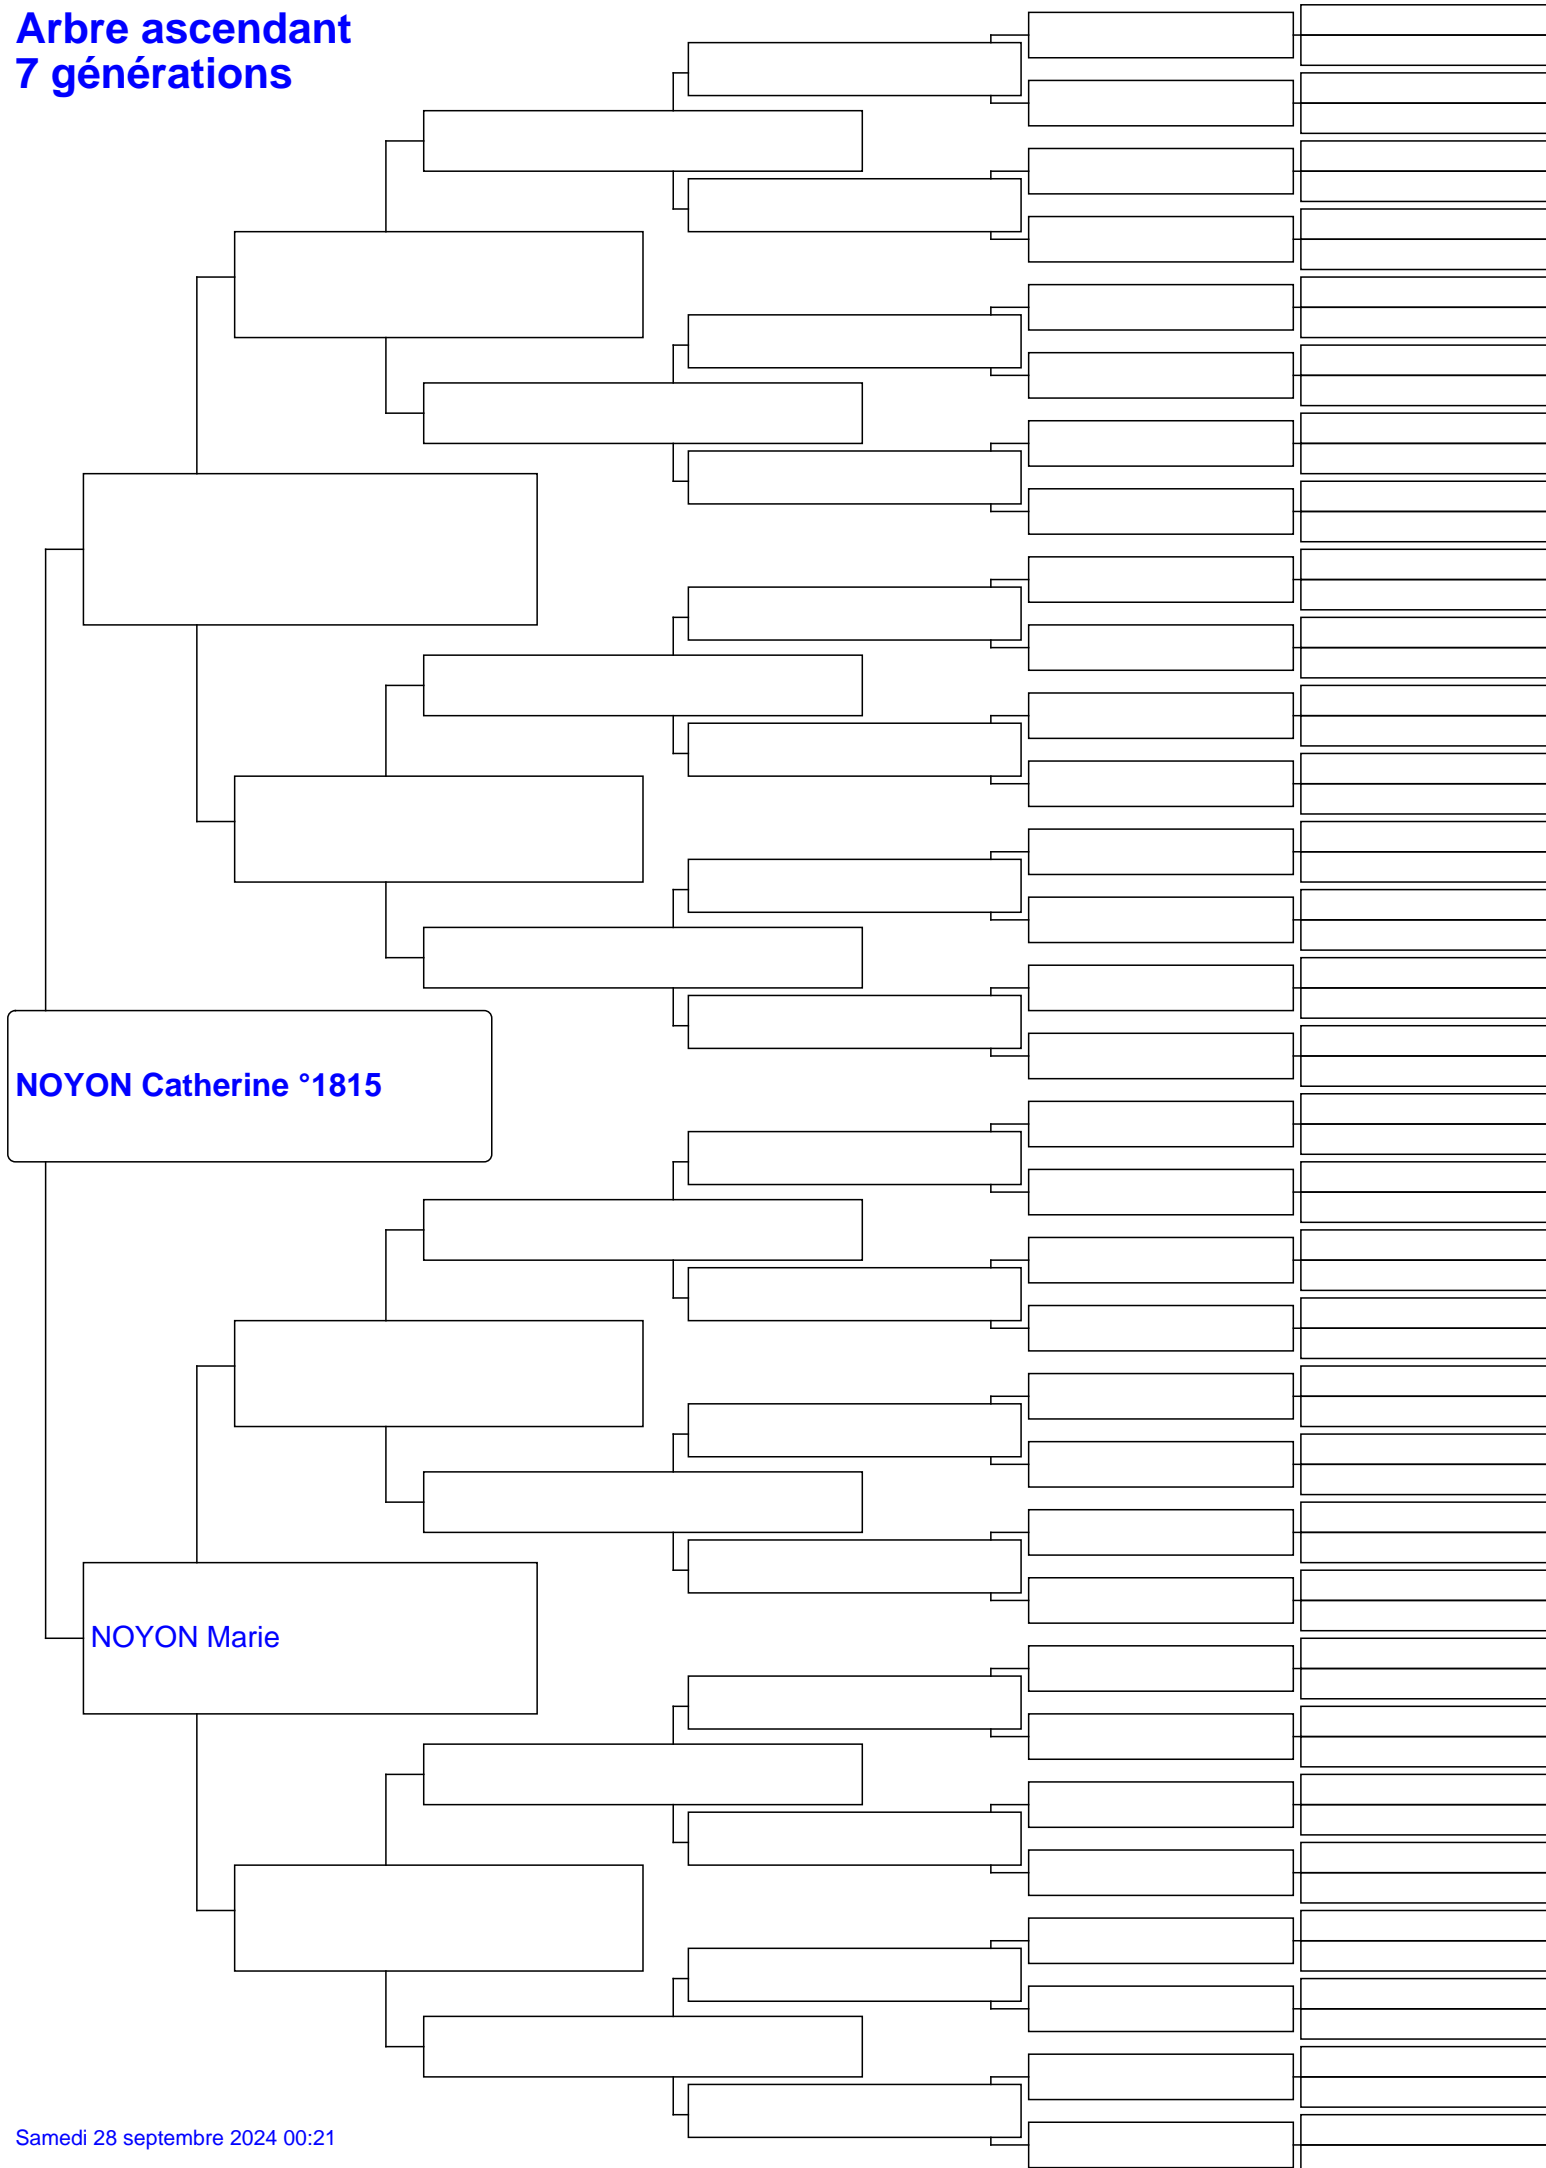 Arbre ascendant
7 générations
NOYON Catherine °1815
NOYON Marie
Samedi 28 septembre 2024 00:21